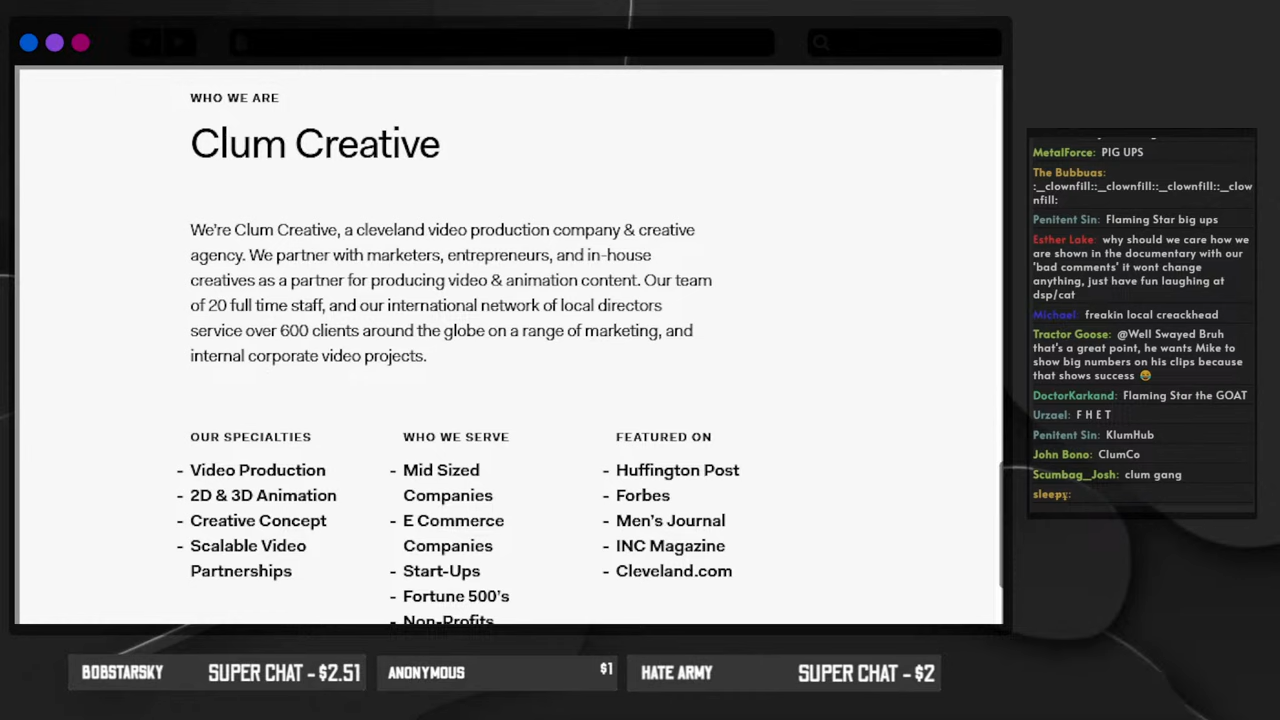 WHO WE ARE
Clum Creative
We're Clum Creative, a cleveland video production company & creative
agency. We partner with marketers, entrepreneurs, and in-house
creatives as a partner for producing video & animation content. Our team
of 20 full time staff, and our international network of local directors
service over 600 clients around the globe on a range of marketing, and
internal corporate video projects.
OUR SPECIALTIES
- Video Production
- 2D & 3D Animation
- Creative Concept
- Scalable Video
Partnerships
WHO WE SERVE
- Mid Sized
Companies
- E Commerce
Companies
- Start-Ups
- Fortune 500's
- Non-Profits
FEATURED ON
- Huffington Post
- Forbes
- Men's Journal
- INC Magazine
- Cleveland.com
MetalForce: PIG UPS
The Bubbuas:
:__clownfill::__clownfill::__clownfill::__clow
nfill:
Penitent Sin: Flaming Star big ups
Esther Lake: why should we care how we
are shown in the documentary with our
'bad comments' it wont change
anything, just have fun laughing at
dsp/cat
Michael: freakin local creackhead
Tractor Goose: @Well Swayed Bruh
that's a great point, he wants Mike to
show big numbers on his clips because
that shows success 😂
DoctorKarkand: Flaming Star the GOAT
Urzael: F H E T
Penitent Sin: KlumHub
John Bono: ClumCo
Scumbag__Josh: clum gang
sleepy:
BOBSTARSKY SUPER CHAT - $2.51
ANONYMOUS $1
HATE ARMY SUPER CHAT - $2